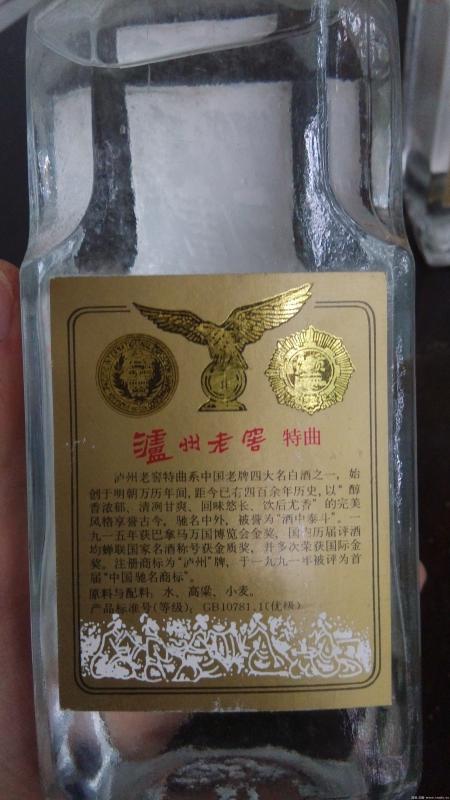 泸州老窖 特曲
泸州老窖特曲系中国老牌四大名白酒之一，始
创于明朝万历年间，距今已有四百余年历史，以“醇
香浓郁、清冽甘爽、回味悠长、饮后尤香”的完美
风格享誉古今，驰名中外，被誉为“酒中泰斗”。一
九一五年获巴拿马万国博览会金奖，国内历届评酒
均蝉联国家名酒称号获金质奖，并多次荣获国际金
奖。注册商标为“泸州”牌，于一九九一年被评为首
届“中国驰名商标”。
原料与配料：水、高粱、小麦。
产品标准号(等级)：GB10781.1(优级)